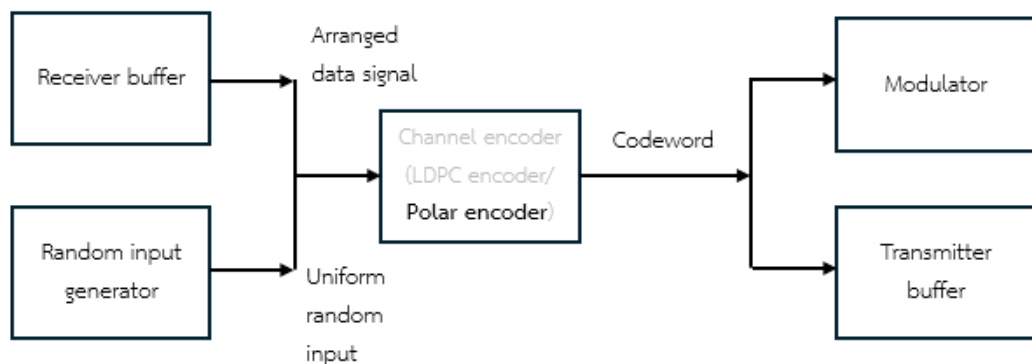 Receiver buffer
Arranged
data signal
Modulator
Channel encoder
(LDPC encoder/
Polar encoder)
Codeword
Random input
generator
Uniform
random
input
Transmitter
buffer